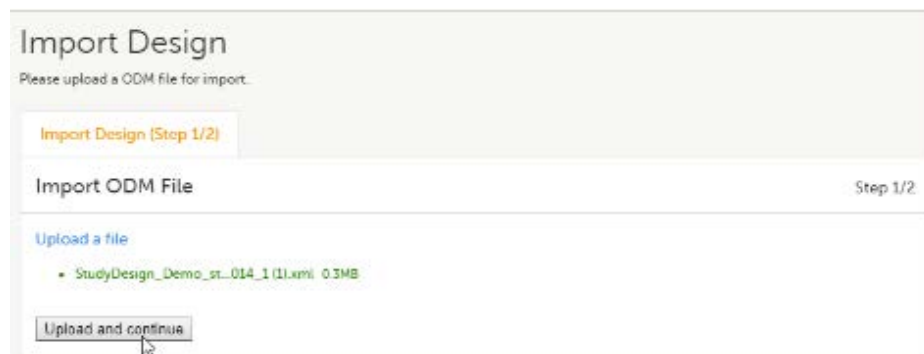 Import Design
Please upload a ODM file for import.
Import Design (Step 1/2)
Import ODM File Step 1/2
Upload a file
StudyDesign_Demo_st...014_1 (1).xml 0.3MB
Upload and continue